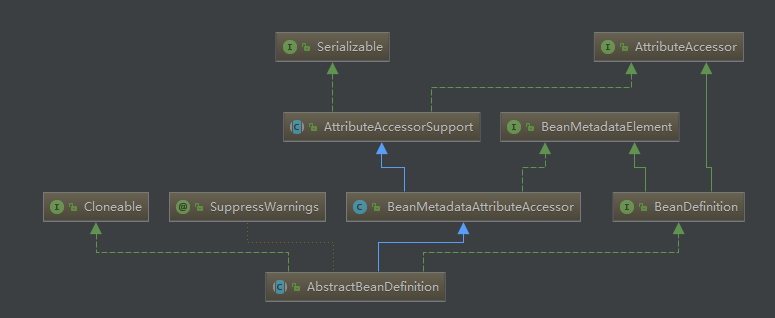 Serializable
AttributeAccessor
AttributeAccessorSupport
BeanMetadataElement
Cloneable
SuppressWarnings
BeanMetadataAttributeAccessor
BeanDefinition
AbstractBeanDefinition